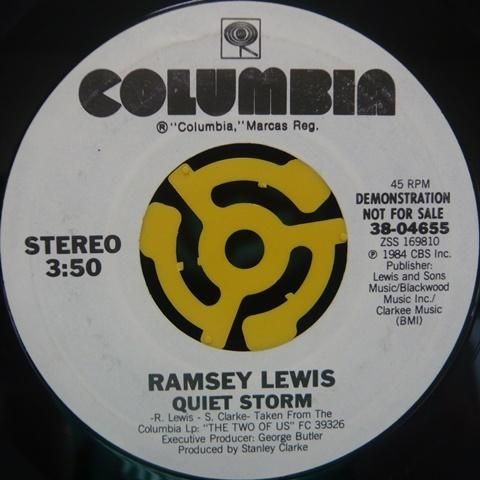 COLUMBIA
®"Columbia," Marcas Reg.
STEREO
3:50
45 RPM
DEMONSTRATION
NOT FOR SALE
38-04655
ZSS 169810
℗ 1984 CBS Inc.
Publisher:
Lewis and Sons
Music/Blackwood
Music Inc./
Clarkee Music
(BMI)
RAMSEY LEWIS
QUIET STORM
-R. Lewis - S. Clarke- Taken From The
Columbia Lp: "THE TWO OF US" FC 39326
Executive Producer: George Butler
Produced by Stanley Clarke